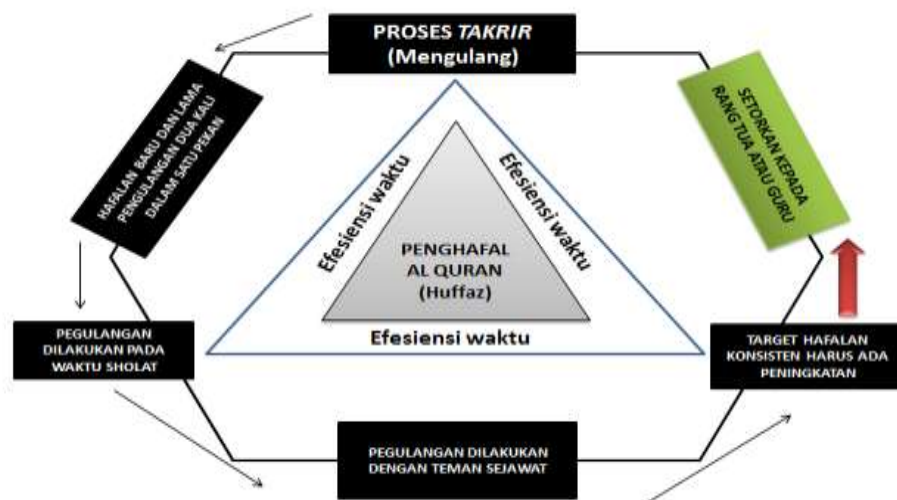 PROSES TAKRIR
(Mengulang)
HAFALAN BARU DAN LAMA
PENGULANGAN DUA KALI
DALAM SATU PEKAN
PEGULANGAN
DILAKUKAN PADA
WAKTU SHOLAT
PEGULANGAN DILAKUKAN
DENGAN TEMAN SEJAWAT
TARGET HAFALAN
KONSISTEN HARUS ADA
PENINGKATAN
SETORKAN KEPADA
RANG TUA ATAU GURU
Efesiensi waktu
Efesiensi waktu
Efesiensi waktu
PENGHAFAL
AL QURAN
(Huffaz)